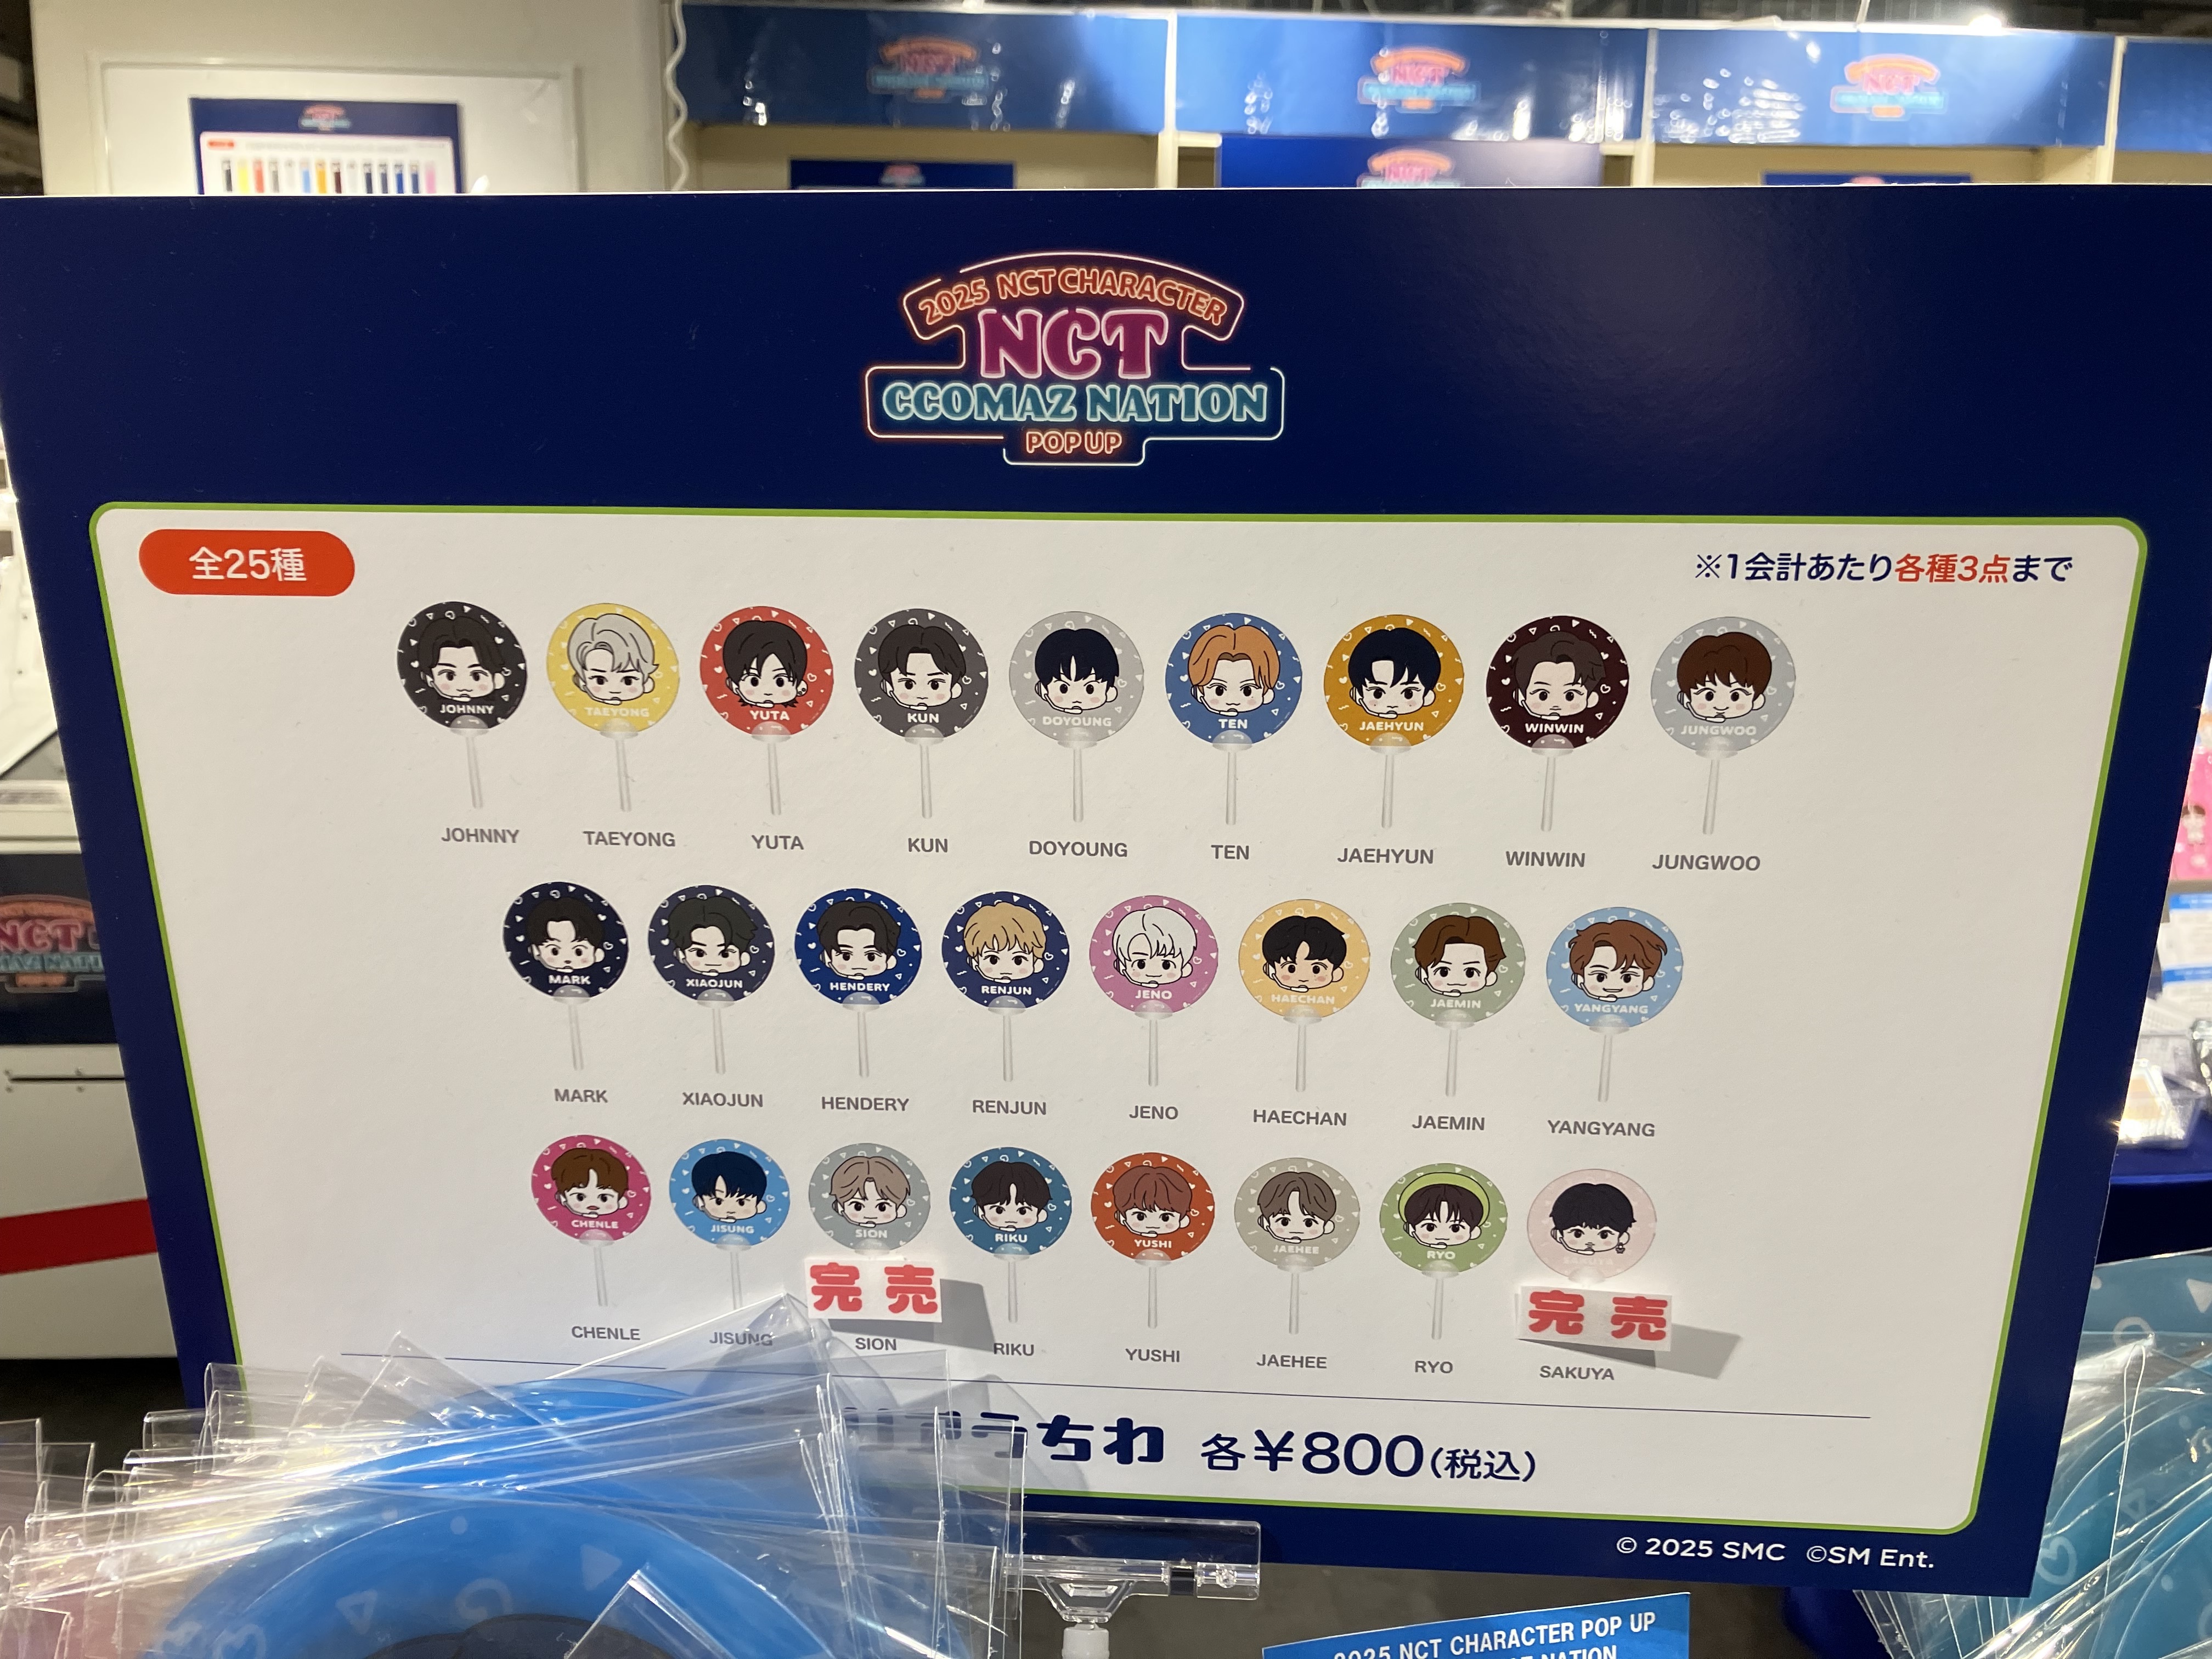 2025 NCT CHARACTER
NCT
CCOMAZ NATION
POP UP
全25種
※1会計あたり各種3点まで
JOHNNY TAEYONG YUTA KUN DOYOUNG TEN JAEHYUN WINWIN JUNGWOO
JOHNNY TAEYONG YUTA KUN DOYOUNG TEN JAEHYUN WINWIN JUNGWOO
MARK XIAOJUN HENDERY RENJUN JENO HAECHAN JAEMIN YANGYANG
MARK XIAOJUN HENDERY RENJUN JENO HAECHAN JAEMIN YANGYANG
CHENLE JISUNG SION RIKU YUSHI JAEHEE RYO SAKUYA
完売 完売
CHENLE JISUNG SION RIKU YUSHI JAEHEE RYO SAKUYA
うちわ 各¥800(税込)
© 2025 SMC ©SM Ent.
2025 NCT CHARACTER POP UP
NATION